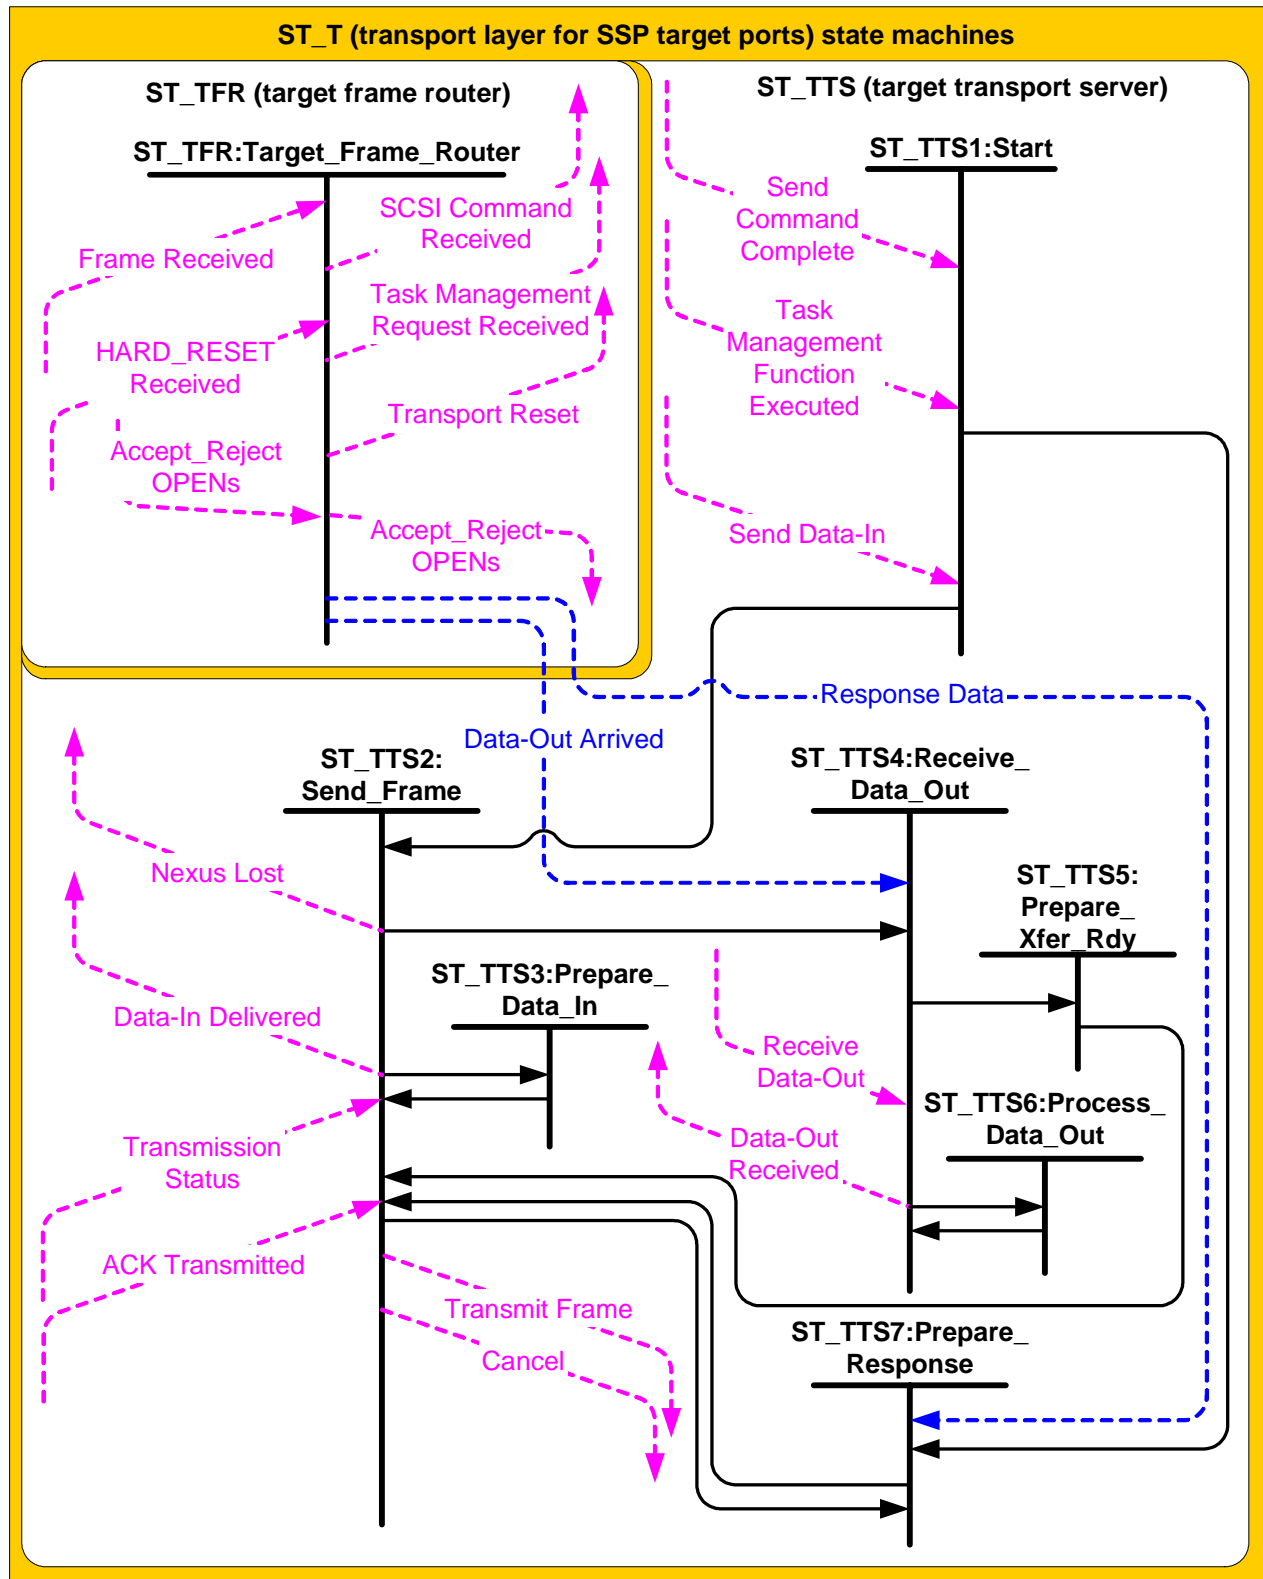 ST_T (transport layer for SSP target ports) state machines
ST_TFR (target frame router)
ST_TFR:Target_Frame_Router
SCSI Command
Received
Frame Received
Task Management
Request Received
HARD_RESET
Received
Transport Reset
Accept_Reject
OPENs
Accept_Reject
OPENs
ST_TTS (target transport server)
ST_TTS1:Start
Send
Command
Complete
Task
Management
Function
Executed
Send Data-In
Response Data
Data-Out Arrived
ST_TTS2:
Send_Frame
ST_TTS4:Receive_
Data_Out
Nexus Lost
ST_TTS5:
Prepare_
Xfer_Rdy
ST_TTS3:Prepare_
Data_In
Data-In Delivered
Receive
Data-Out
ST_TTS6:Process_
Data_Out
Transmission
Status
Data-Out
Received
ACK Transmitted
Transmit Frame
Cancel
ST_TTS7:Prepare_
Response